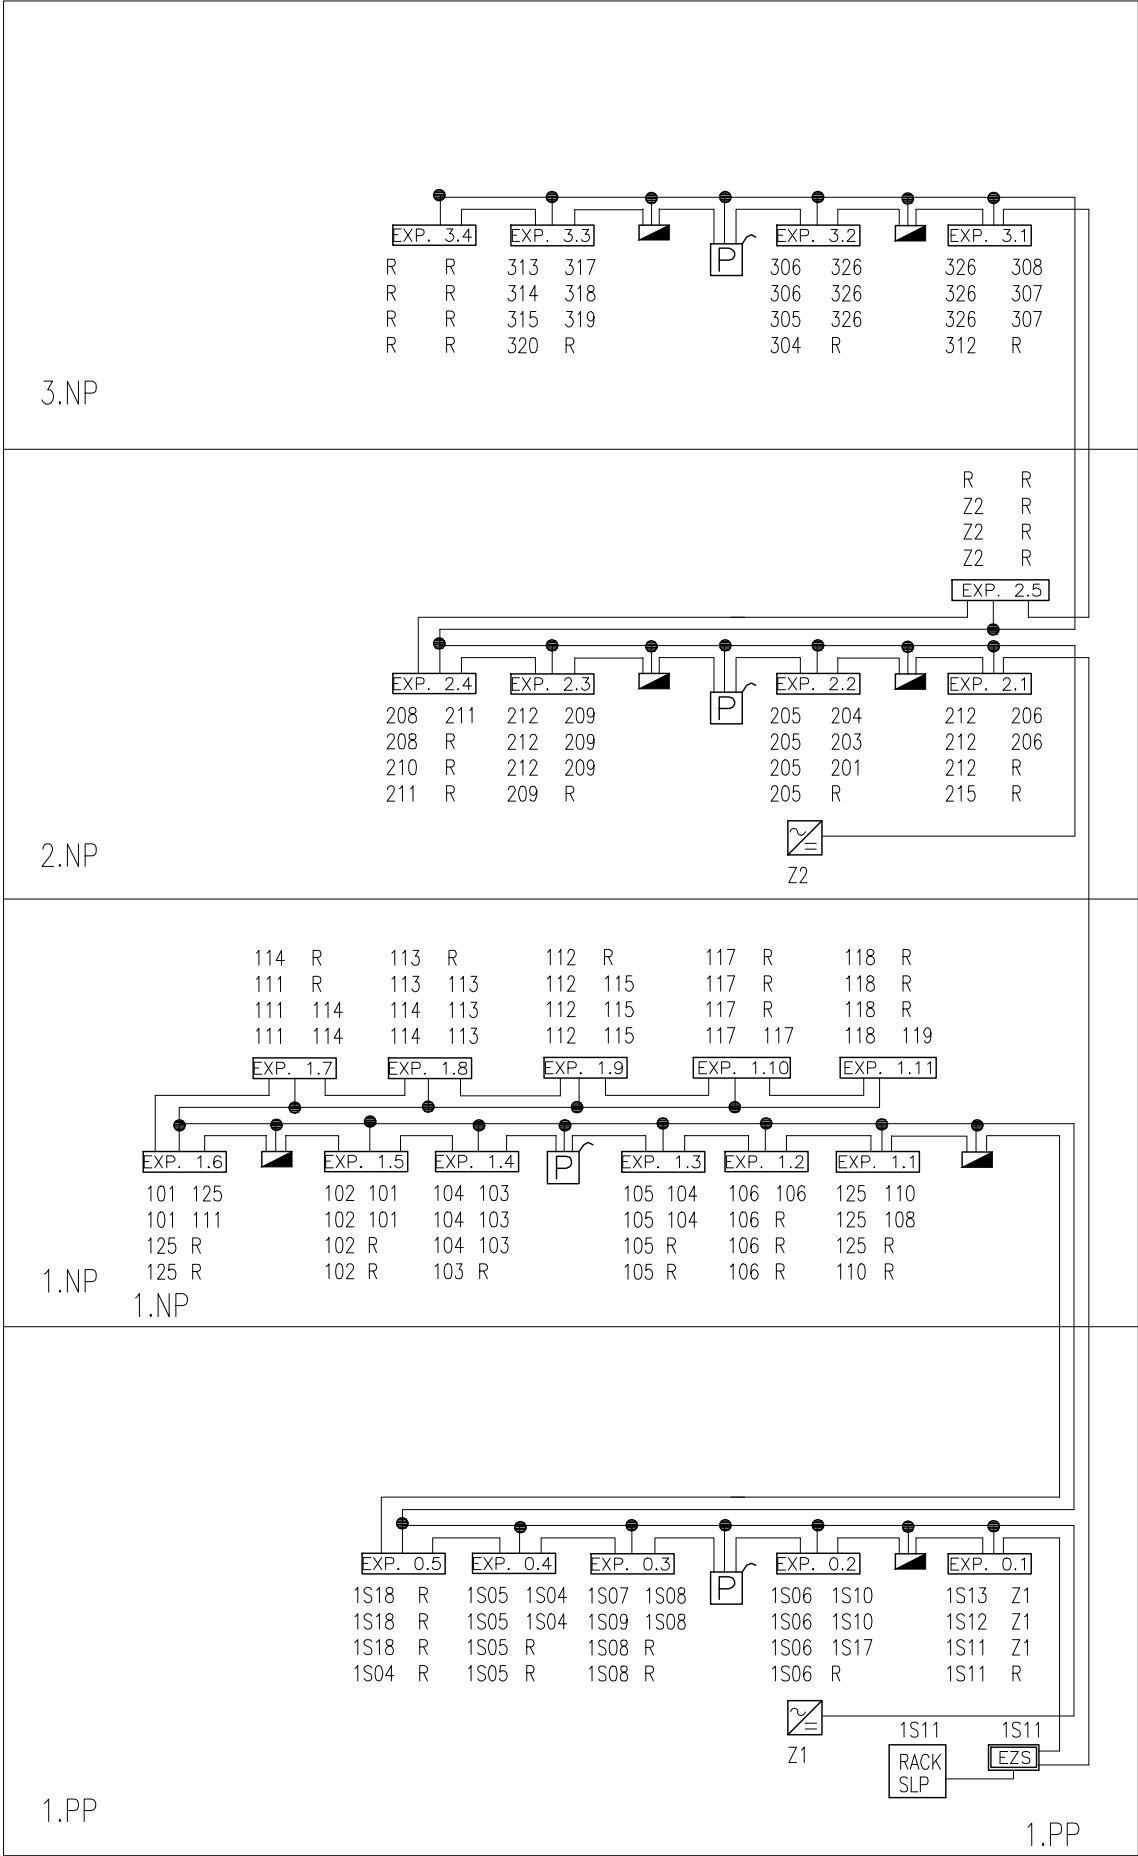 EXP. 3.4 EXP. 3.3 EXP. 3.2 EXP. 3.1
P
R R 313 317 306 326 326 308
R R 314 318 306 326 326 307
R R 315 319 305 326 326 307
R R 320 R 304 R 312 R
3.NP
R R
Z2 R
Z2 R
Z2 R
EXP. 2.5
EXP. 2.4 EXP. 2.3 EXP. 2.2 EXP. 2.1
P
208 211 212 209 205 204 212 206
208 R 212 209 205 203 212 206
210 R 212 209 205 201 212 R
211 R 209 R 205 R 215 R
2.NP
Z2
114 R 113 R 112 R 117 R 118 R
111 R 113 113 112 115 117 R 118 R
111 114 114 113 112 115 117 R 118 R
111 114 114 113 112 115 117 117 118 119
EXP. 1.7 EXP. 1.8 EXP. 1.9 EXP. 1.10 EXP. 1.11
EXP. 1.6 EXP. 1.5 EXP. 1.4 P EXP. 1.3 EXP. 1.2 EXP. 1.1
101 125 102 101 104 103 105 104 106 106 125 110
101 111 102 101 104 103 105 104 106 R 125 108
125 R 102 R 104 103 105 R 106 R 125 R
125 R 102 R 103 R 105 R 106 R 110 R
1.NP
1.NP
EXP. 0.5 EXP. 0.4 EXP. 0.3 EXP. 0.2 EXP. 0.1
P
1S18 R 1S05 1S04 1S07 1S08 1S06 1S10 1S13 Z1
1S18 R 1S05 1S04 1S09 1S08 1S06 1S10 1S12 Z1
1S18 R 1S05 R 1S08 R 1S06 1S17 1S11 Z1
1S04 R 1S05 R 1S08 R 1S06 R 1S11 R
Z1
1S11 1S11
RACK EZS
SLP
1.PP
1.PP